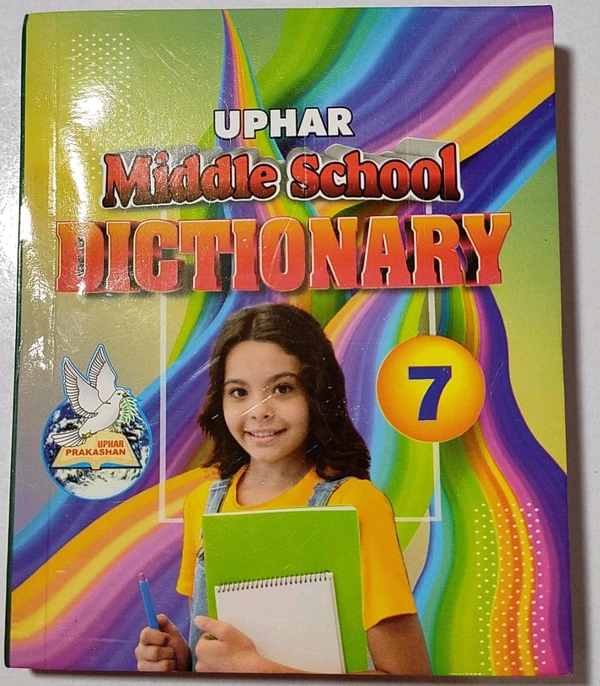 UPHAR
Middle School
DICTIONARY
7
UPHAR
PRAKASHAN